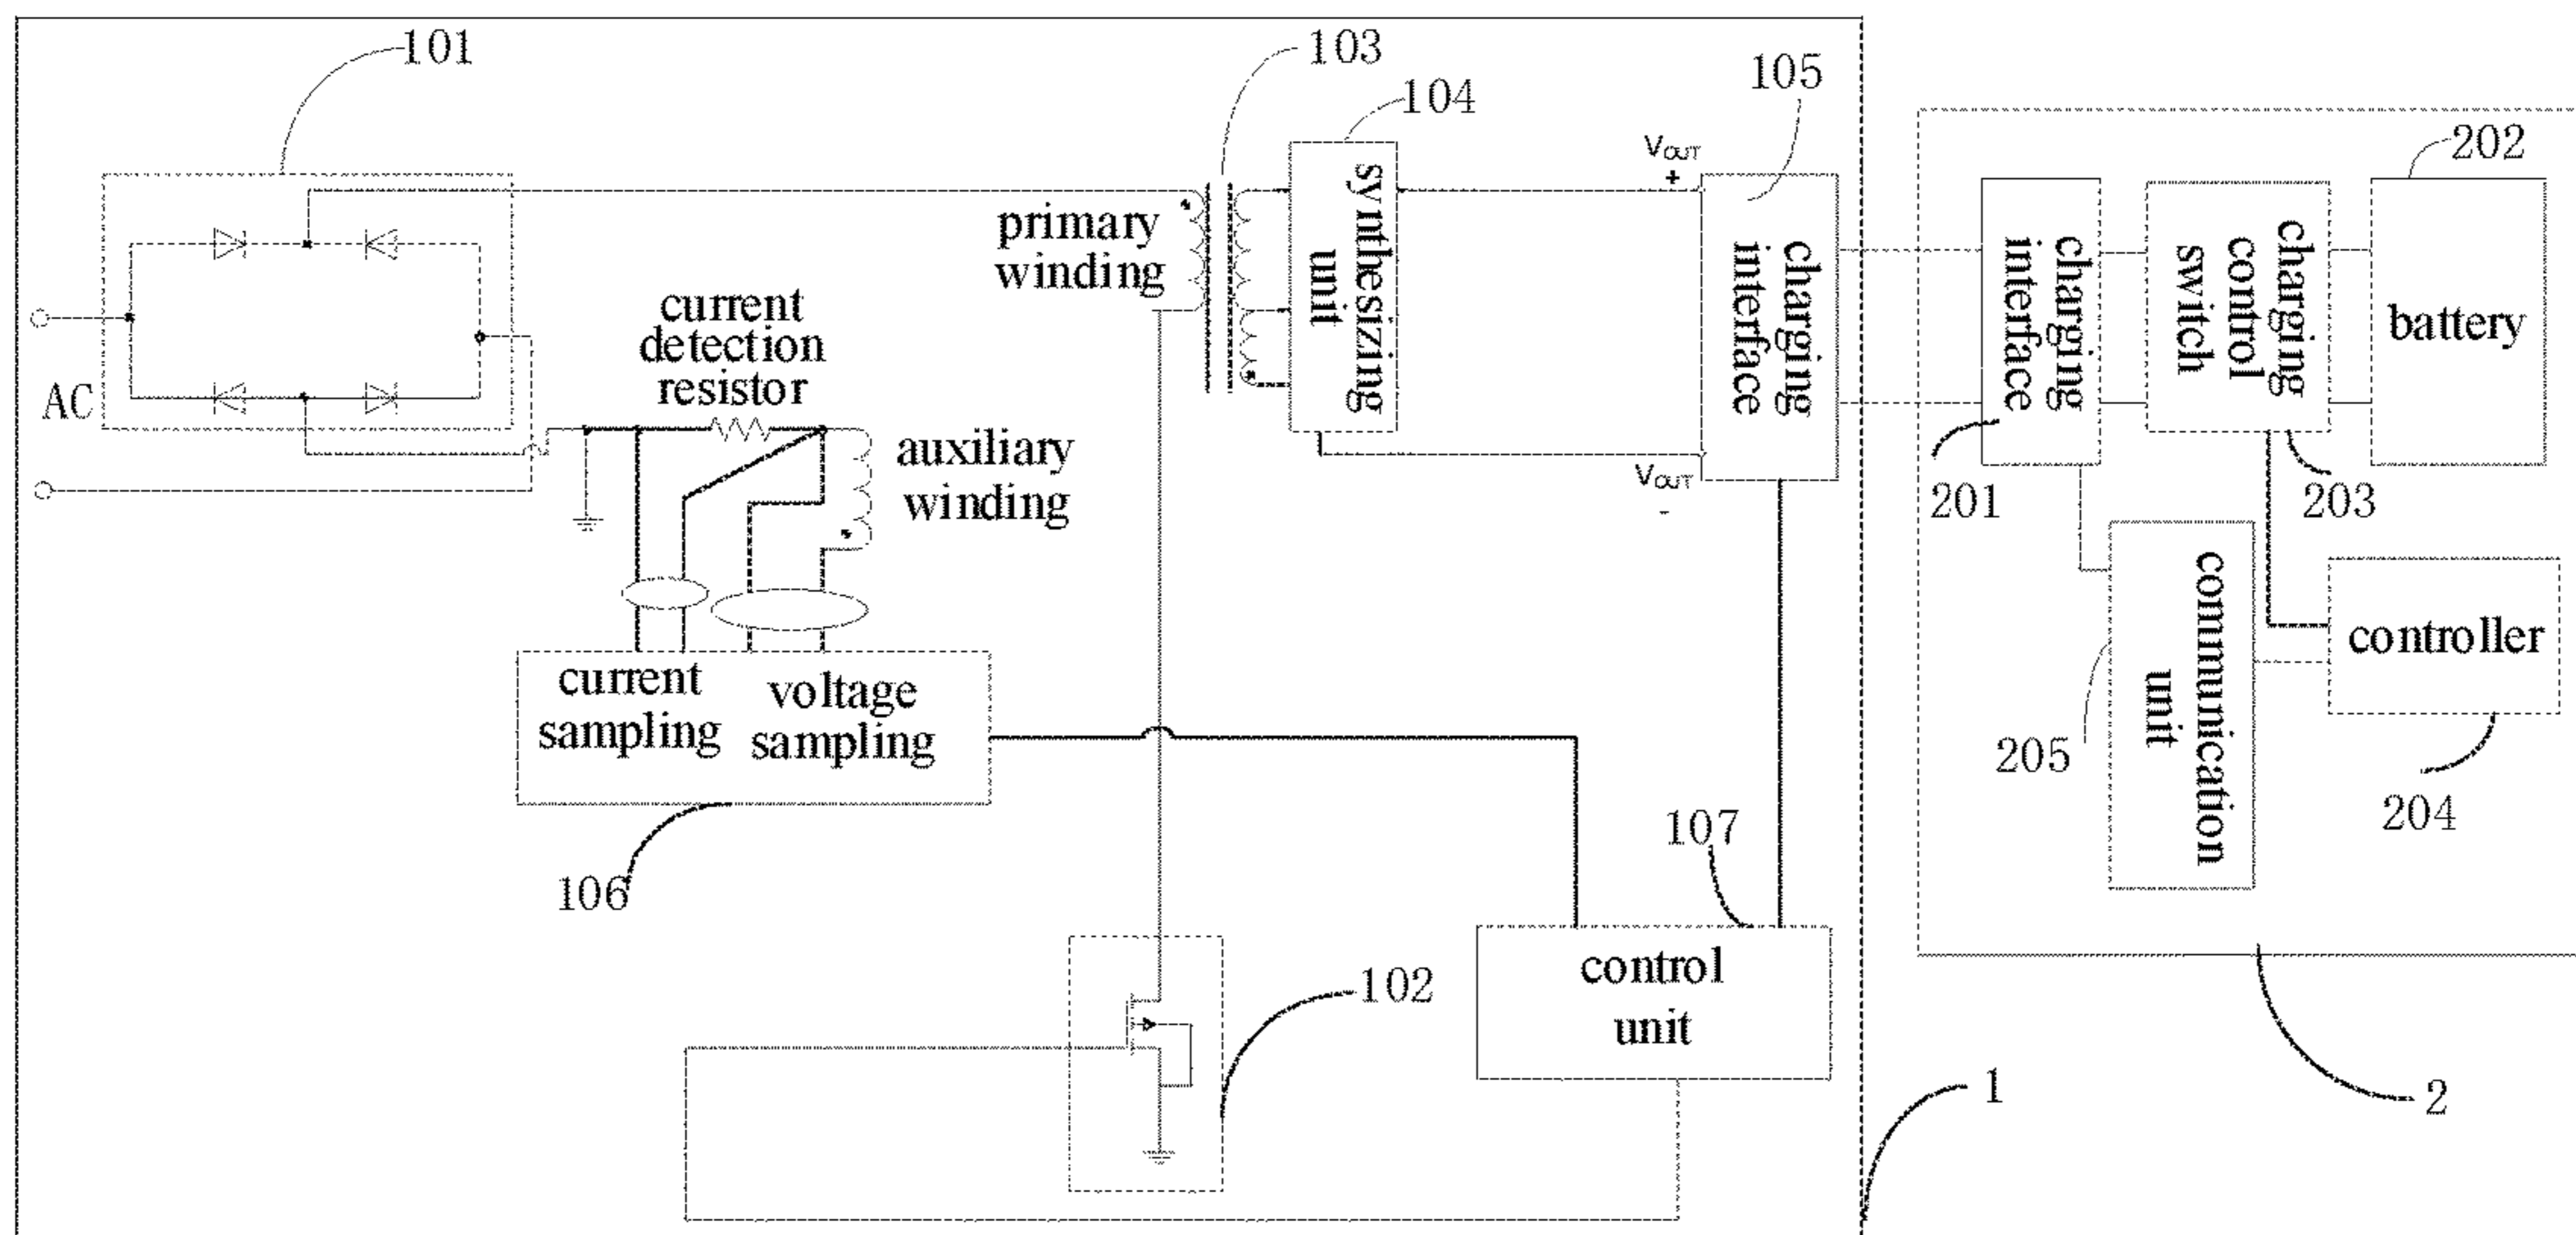 101
103
105
104
202
V_OUT
+
primary
winding
synthesizing
unit
charging
interface
charging
interface
charging
control
switch
battery
current
detection
resistor
AC
auxiliary
winding
V_OUT
-
201
203
communication
unit
controller
current
sampling
voltage
sampling
205
204
106
107
control
unit
102
1
2